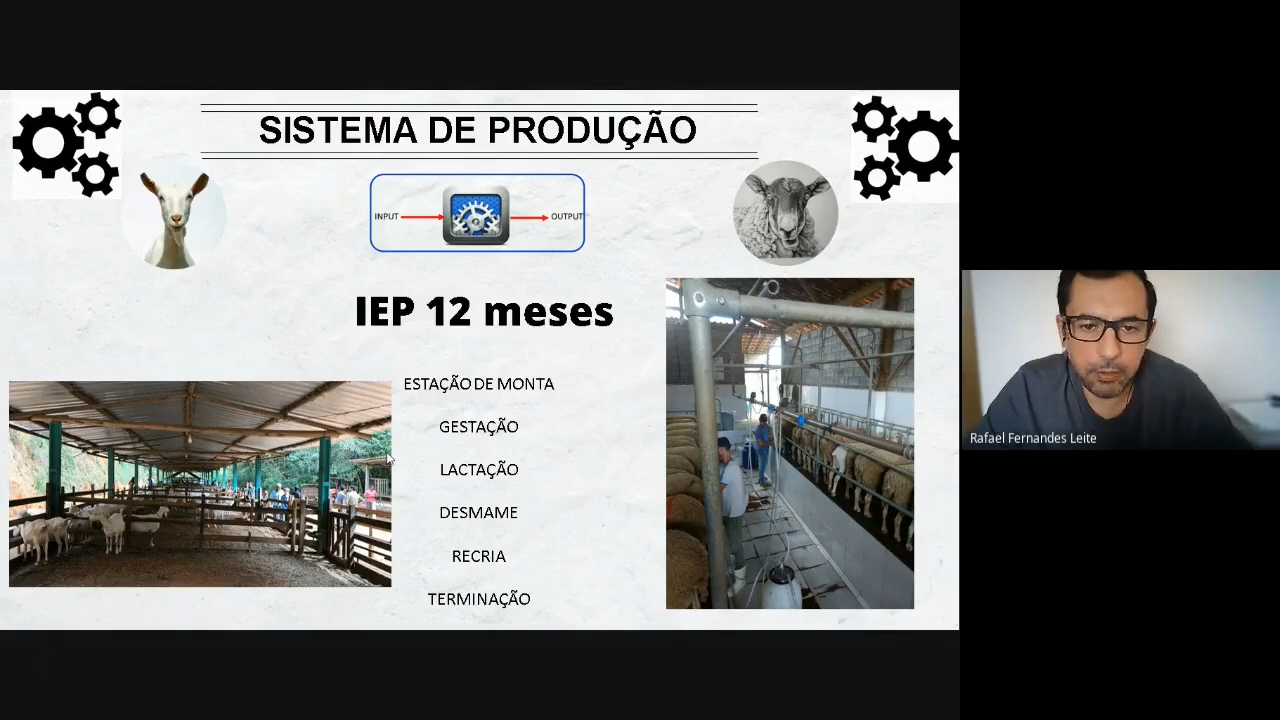 SISTEMA DE PRODUÇÃO
INPUT
OUTPUT
IEP 12 meses
ESTAÇÃO DE MONTA
GESTAÇÃO
LACTAÇÃO
DESMAME
RECRIA
TERMINAÇÃO
Rafael Fernandes Leite